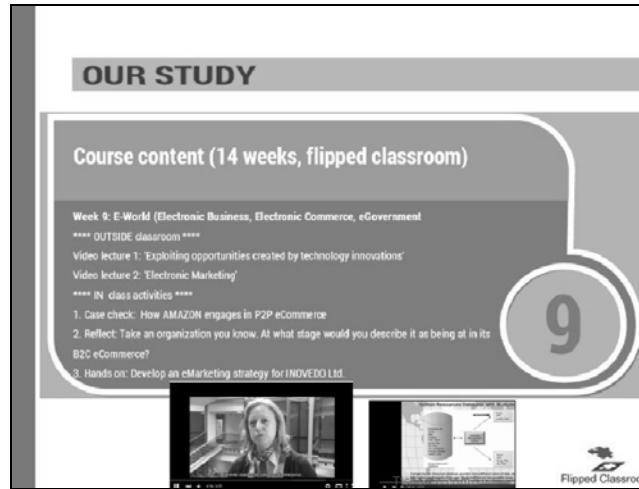 OUR STUDY
Course content (14 weeks, flipped classroom)
Week 9: E-World (Electronic Business, Electronic Commerce, eGovernment
**** OUTSIDE classroom ****
Video lecture 1: 'Exploiting opportunities created by technology innovations'
Video lecture 2: 'Electronic Marketing'
**** IN class activities ****
1. Case check: How AMAZON engages in P2P eCommerce
2. Reflect: Take an organization you know. At what stage would you describe it as being at in its
B2C eCommerce?
3. Hands on: Develop an eMarketing strategy for INOVEDO Ltd.
9
Flipped Classroo